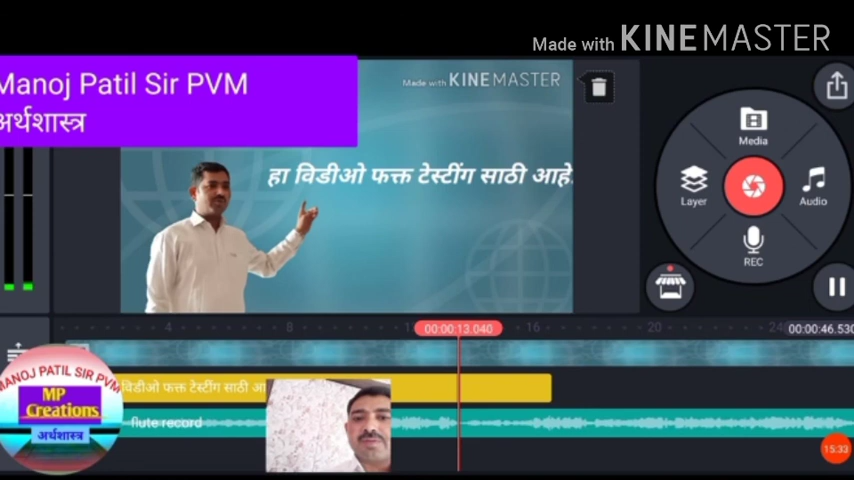 Made with KINEMASTER
Manoj Patil Sir PVM
अर्थशास्त्र
Made with KINEMASTER
हा विडीओ फक्त टेस्टींग साठी आहे.
Media
Layer
Audio
REC
4
8
00:00:13.040
16
20
24
00:00:46.530
विडीओ फक्त टेस्टींग साठी आ
flute record
MANOJ PATIL SIR PVM
MP
Creations
अर्थशास्त्र
15:33